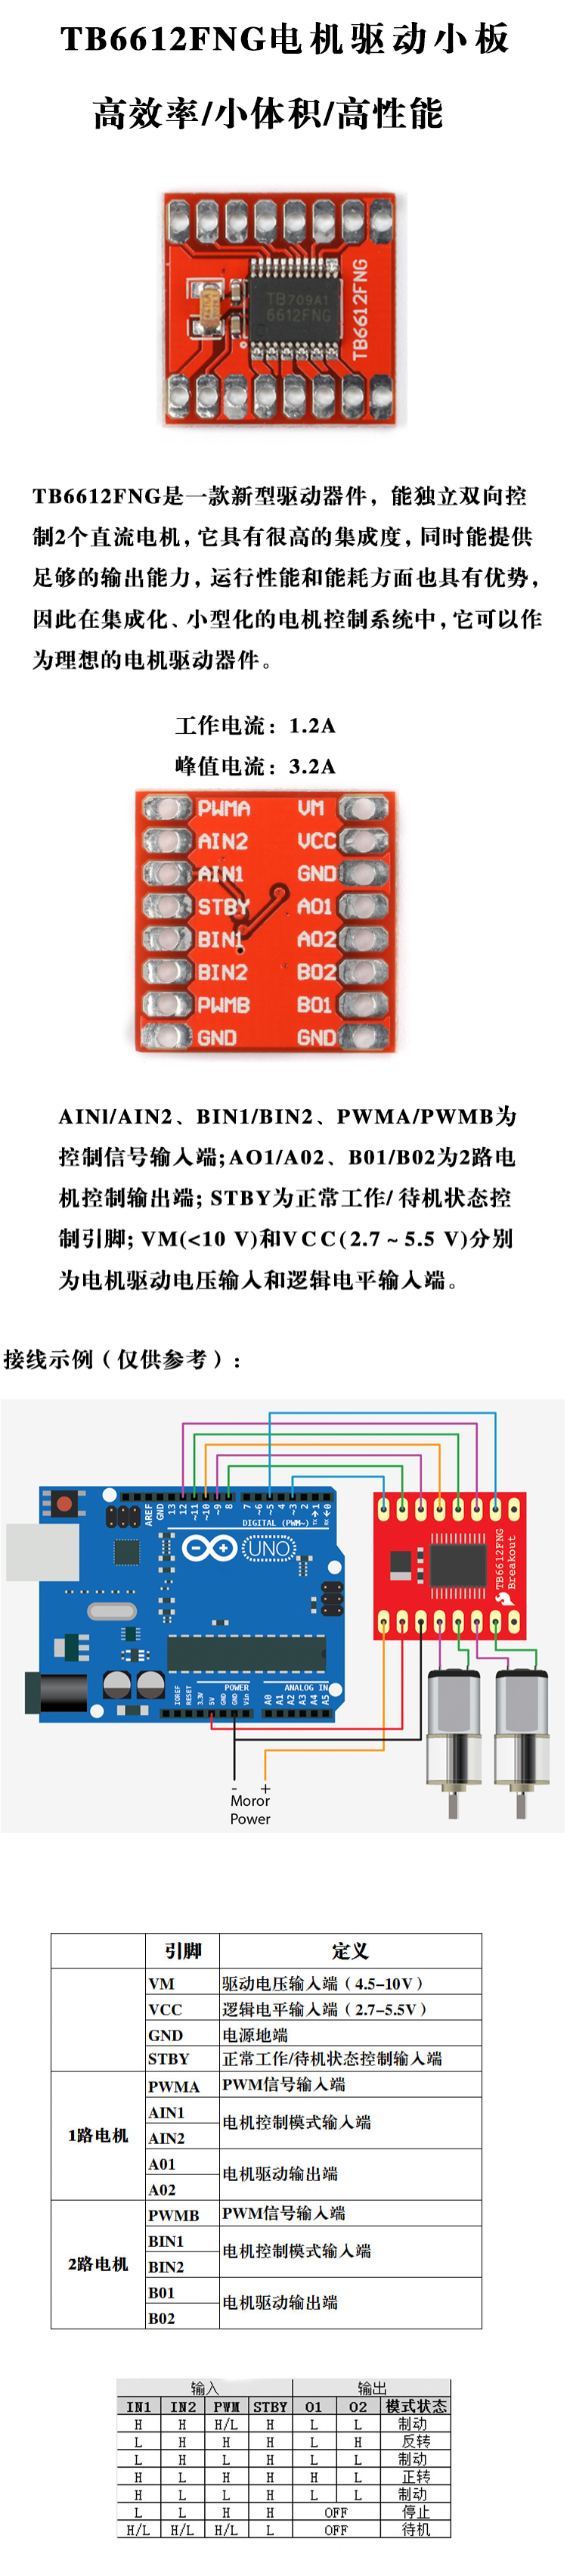 TB6612FNG电机驱动小板
高效率/小体积/高性能
TB709A1
6612FNG
TB6612FNG
TB6612FNG是一款新型驱动器件，能独立双向控
制2个直流电机，它具有很高的集成度，同时能提供
足够的输出能力，运行性能和能耗方面也具有优势，
因此在集成化、小型化的电机控制系统中，它可以作
为理想的电机驱动器件。
工作电流：1.2A
峰值电流：3.2A
PWMA VM
AIN2 VCC
AIN1 GND
STBY AO1
BIN1 AO2
BIN2 BO2
PWMB BO1
GND GND
AINl/AIN2、BIN1/BIN2、PWMA/PWMB为
控制信号输入端;AO1/A02、B01/B02为2路电
机控制输出端; STBY为正常工作/ 待机状态控
制引脚; VM(<10 V)和VCC(2.7～5.5 V)分别
为电机驱动电压输入和逻辑电平输入端。
接线示例（仅供参考）：
AREF GND 13 12 ~11 ~10 ~9 8 7 ~6 ~5 4 ~3 2 TX→1 RX←0
DIGITAL (PWM~)
UNO
TB6612FNG
Breakout
POWER ANALOG IN
IOREF RESET 3.3V 5V GND GND Vin A0 A1 A2 A3 A4 A5
- +
Moror
Power
引脚 定义
VM 驱动电压输入端（4.5-10V）
VCC 逻辑电平输入端（2.7-5.5V）
GND 电源地端
STBY 正常工作/待机状态控制输入端
1路电机
PWMA PWM信号输入端
AIN1
AIN2
电机控制模式输入端
A01
A02
电机驱动输出端
2路电机
PWMB PWM信号输入端
BIN1
BIN2
电机控制模式输入端
B01
B02
电机驱动输出端
输入 输出
IN1 IN2 PWM STBY O1 O2 模式状态
H H H/L H L L 制动
L H H H L H 反转
L H L H L L 制动
H L H H H L 正转
H L L H L L 制动
L L H H OFF 停止
H/L H/L H/L L OFF 待机